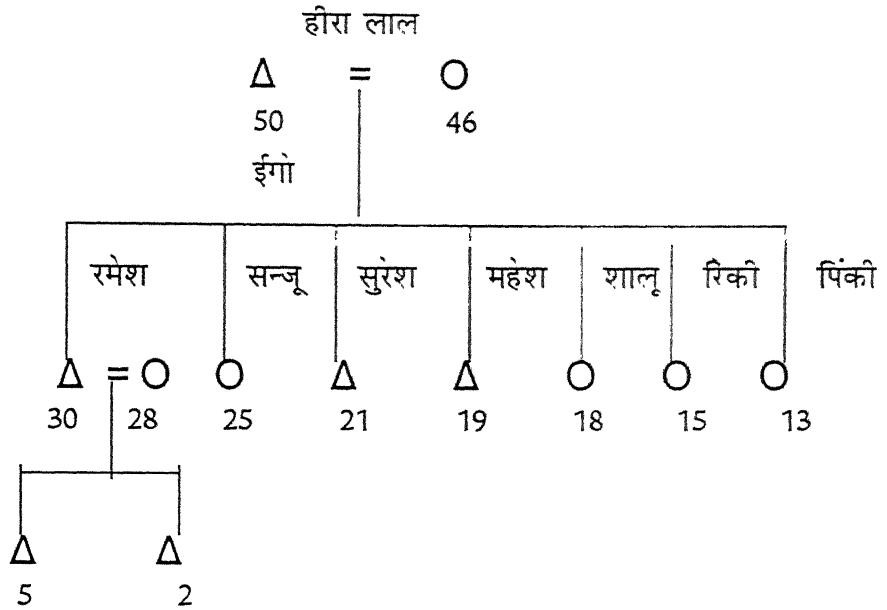 हीरा लाल
Δ = O
50 46
ईगो
रमेश सन्जू सुरेश महेश शालू रिंकी पिंकी
Δ = O O Δ Δ O O O
30 28 25 21 19 18 15 13
Δ Δ
5 2